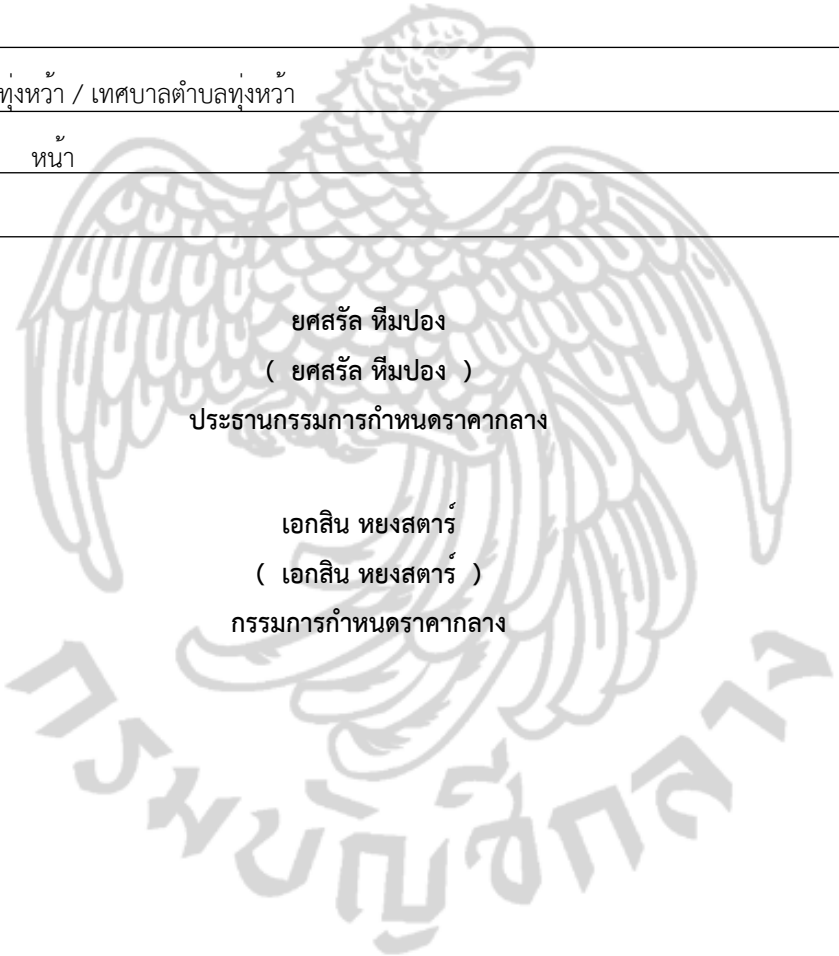 ทุ่งหว้า / เทศบาลตำบลทุ่งหว้า
หน้า
ยศสรัล หีมปอง
( ยศสรัล หีมปอง )
ประธานกรรมการกำหนดราคากลาง
เอกสิน หยงสตาร์
( เอกสิน หยงสตาร์ )
กรรมการกำหนดราคากลาง
กรมบัญชีกลาง